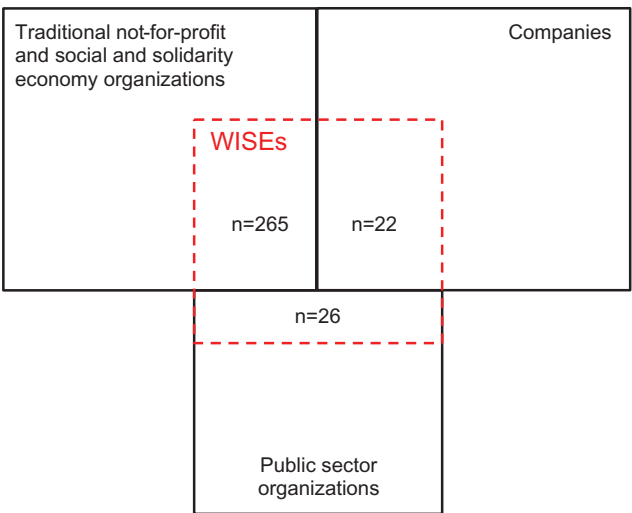 Traditional not-for-profit
and social and solidarity
economy organizations
Companies
WISEs
n=265
n=22
n=26
Public sector
organizations